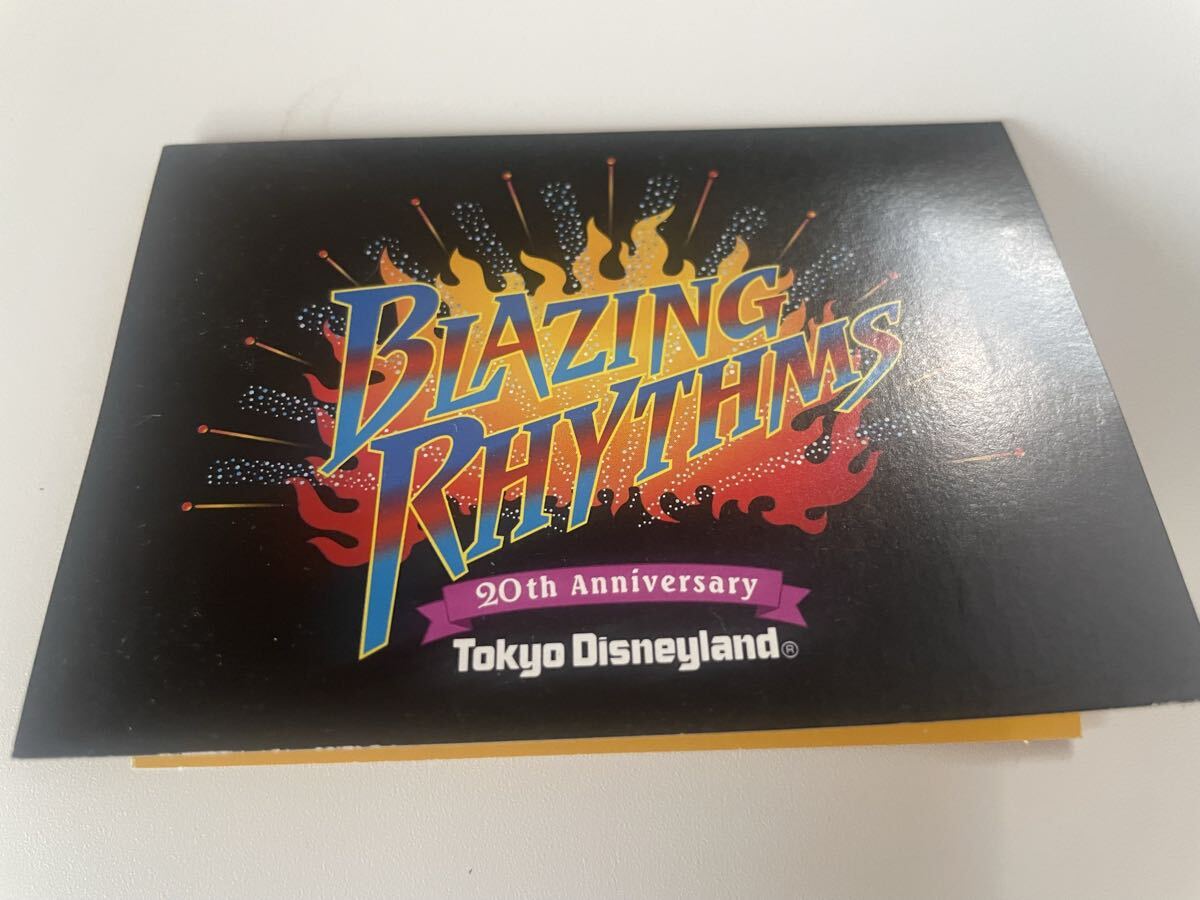 BLAZING
RHYTHMS
20th Anniversary
Tokyo Disneyland®